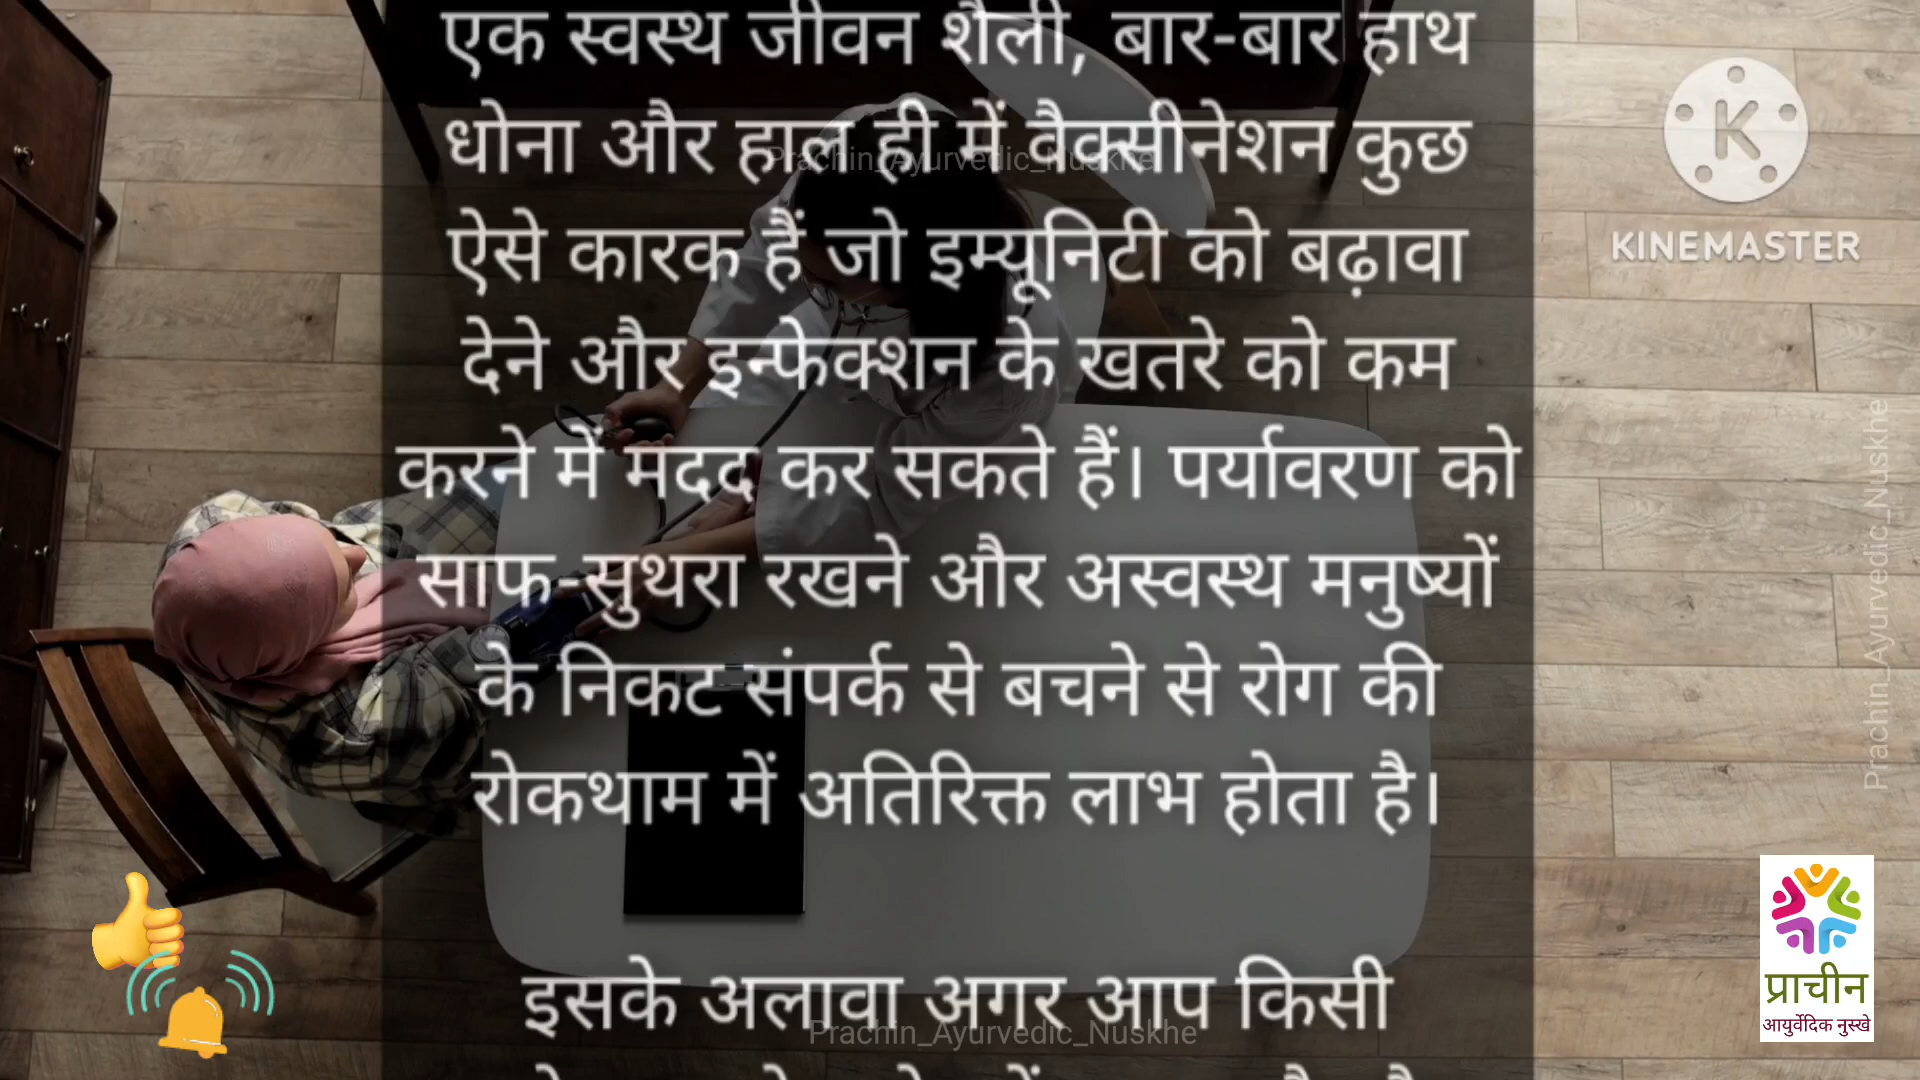 एक स्वस्थ जीवन शैली, बार-बार हाथ
धोना और हाल ही में वैक्सीनेशन कुछ
ऐसे कारक हैं जो इम्यूनिटी को बढ़ावा
देने और इन्फेक्शन के खतरे को कम
करने में मदद कर सकते हैं। पर्यावरण को
साफ-सुथरा रखने और अस्वस्थ मनुष्यों
के निकट संपर्क से बचने से रोग की
रोकथाम में अतिरिक्त लाभ होता है।
इसके अलावा अगर आप किसी
Prachin_Ayurvedic_Nuskhe
Prachin_Ayurvedic_Nuskhe
Prachin_Ayurvedic_Nuskhe
K
KINEMASTER
प्राचीन
आयुर्वेदिक नुस्खे